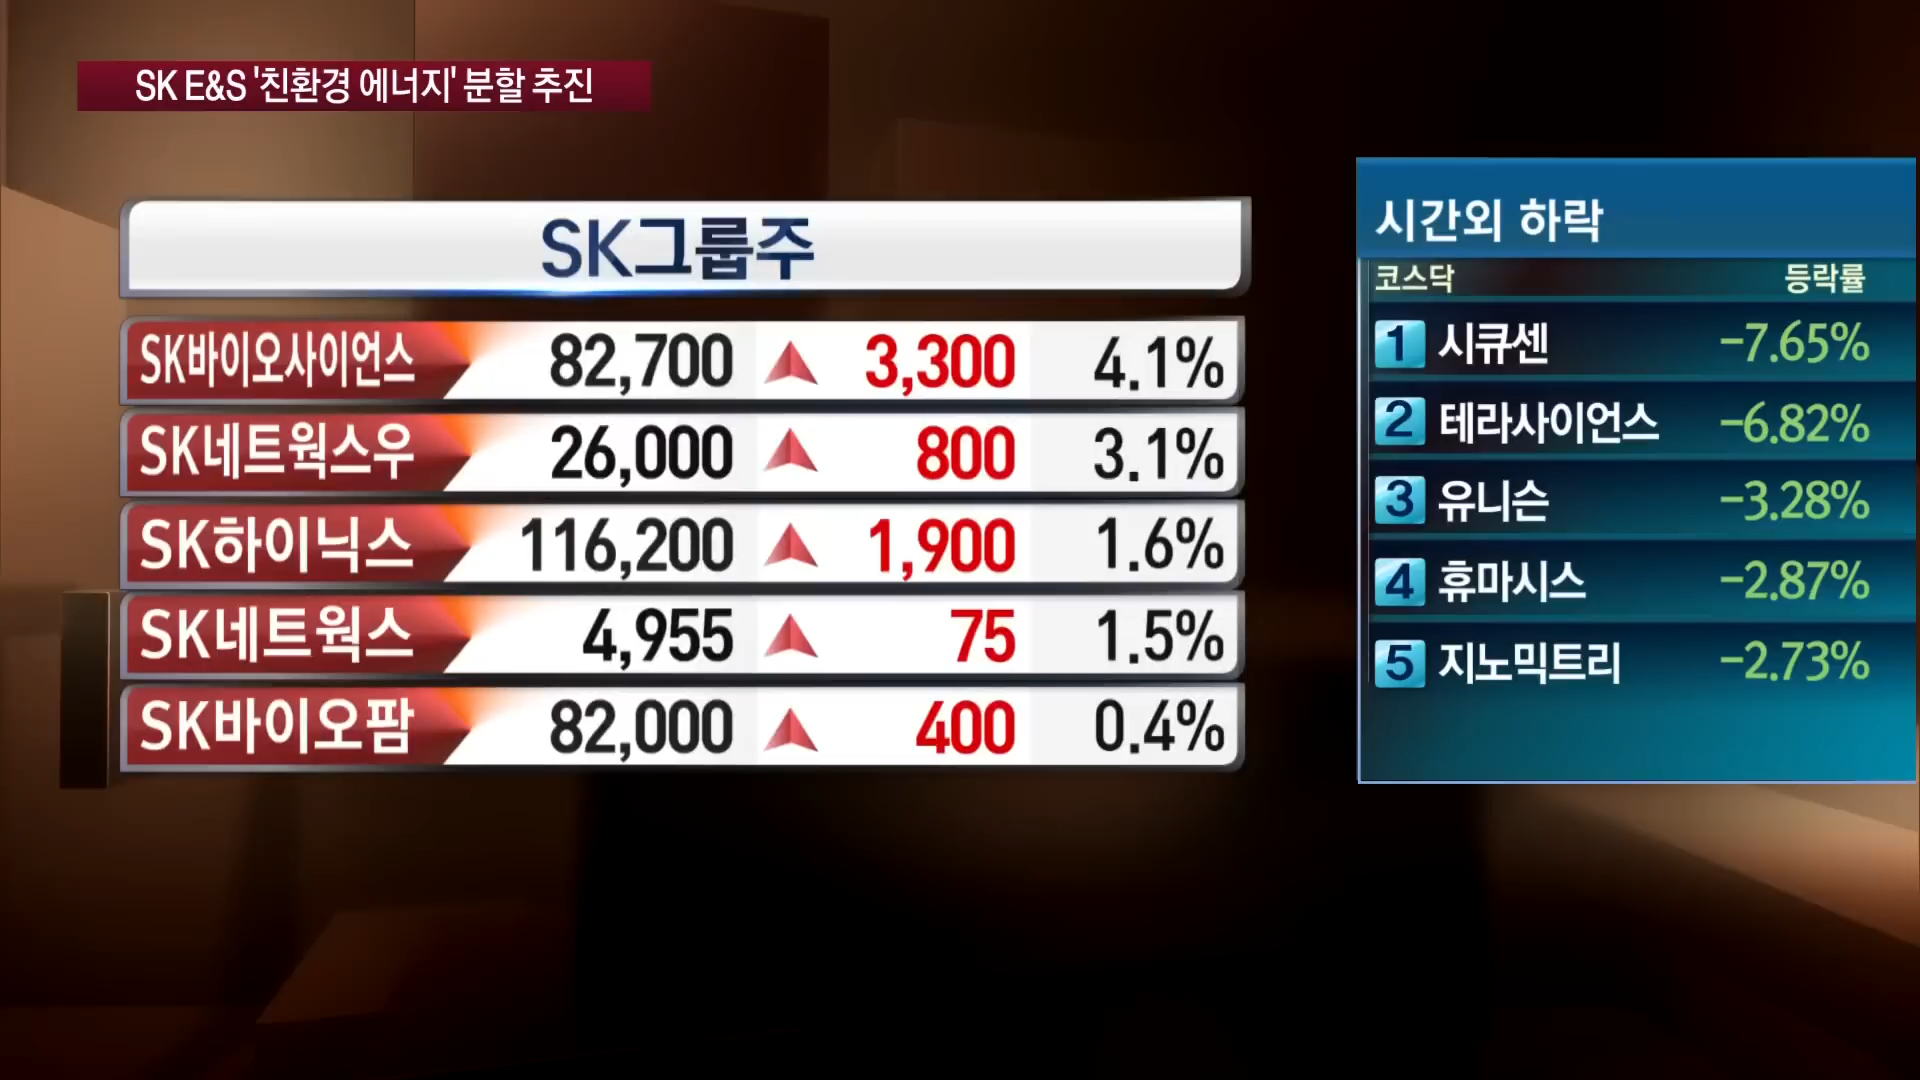 SK E&S '친환경 에너지' 분할 추진
SK그룹주
SK바이오사이언스 82,700 ▲ 3,300 4.1%
SK네트웍스우 26,000 ▲ 800 3.1%
SK하이닉스 116,200 ▲ 1,900 1.6%
SK네트웍스 4,955 ▲ 75 1.5%
SK바이오팜 82,000 ▲ 400 0.4%
시간외 하락
코스닥 등락률
1 시큐센 -7.65%
2 테라사이언스 -6.82%
3 유니슨 -3.28%
4 휴마시스 -2.87%
5 지노믹트리 -2.73%